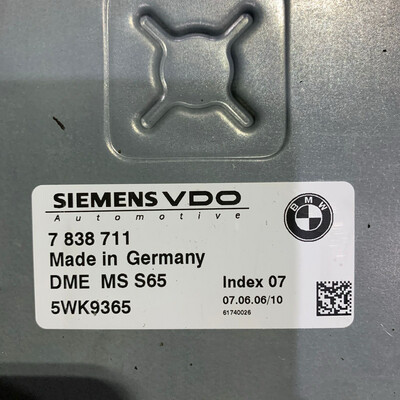 SIEMENS VDO
Automotive
BMW
7 838 711
Made in Germany
DME MS S65
Index 07
5WK9365
07.06.06/10
61740026